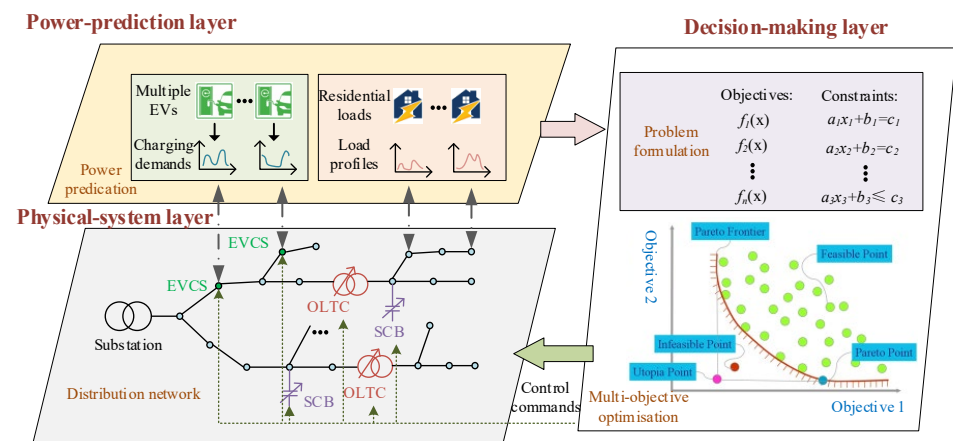 Power-prediction layer
Multiple
EVs
Charging
demands
Residential
loads
Load
profiles
Power
predication
Decision-making layer
Problem
formulation
Objectives:
Constraints:
f1(x)
a1x1+b1=c1
f2(x)
a2x2+b2=c2
fn(x)
a3x3+b3≤ c3
Physical-system layer
EVCS
EVCS
OLTC
SCB
Substation
OLTC
SCB
Distribution network
Control
commands
Objective 2
Pareto Frontier
Feasible Point
Infeasible Point
Utopia Point
Pareto Point
Objective 1
Multi-objective
optimisation